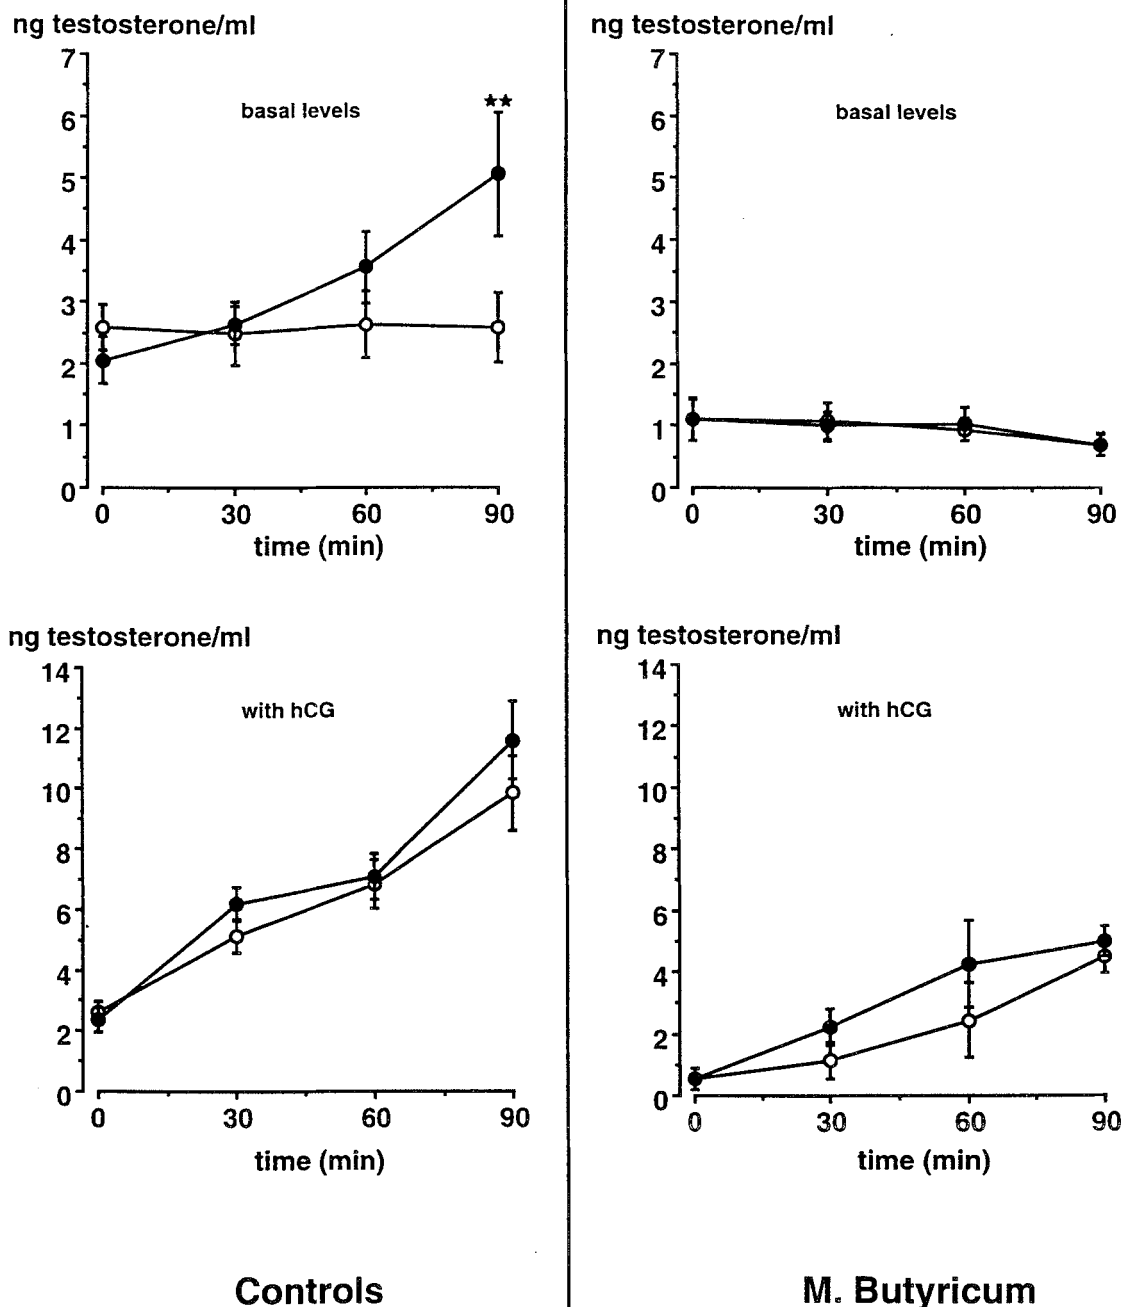 ng testosterone/ml
7
6
5
4
3
2
1
0
basal levels
★★
0 30 60 90
time (min)
ng testosterone/ml
7
6
5
4
3
2
1
0
basal levels
0 30 60 90
time (min)
ng testosterone/ml
14
12
10
8
6
4
2
0
with hCG
0 30 60 90
time (min)
ng testosterone/ml
14
12
10
8
6
4
2
0
with hCG
0 30 60 90
time (min)
Controls
M. Butyricum